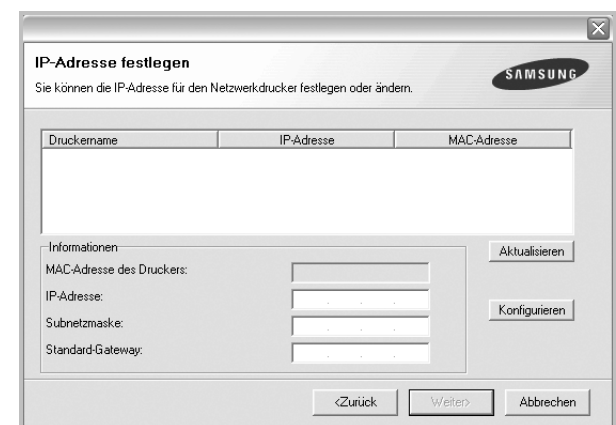 IP-Adresse festlegen
Sie können die IP-Adresse für den Netzwerkdrucker festlegen oder ändern.
SAMSUNG
Druckername IP-Adresse MAC-Adresse
Informationen
MAC-Adresse des Druckers:
IP-Adresse:
Subnetzmaske:
Standard-Gateway:
Aktualisieren
Konfigurieren
<Zurück Weiter> Abbrechen